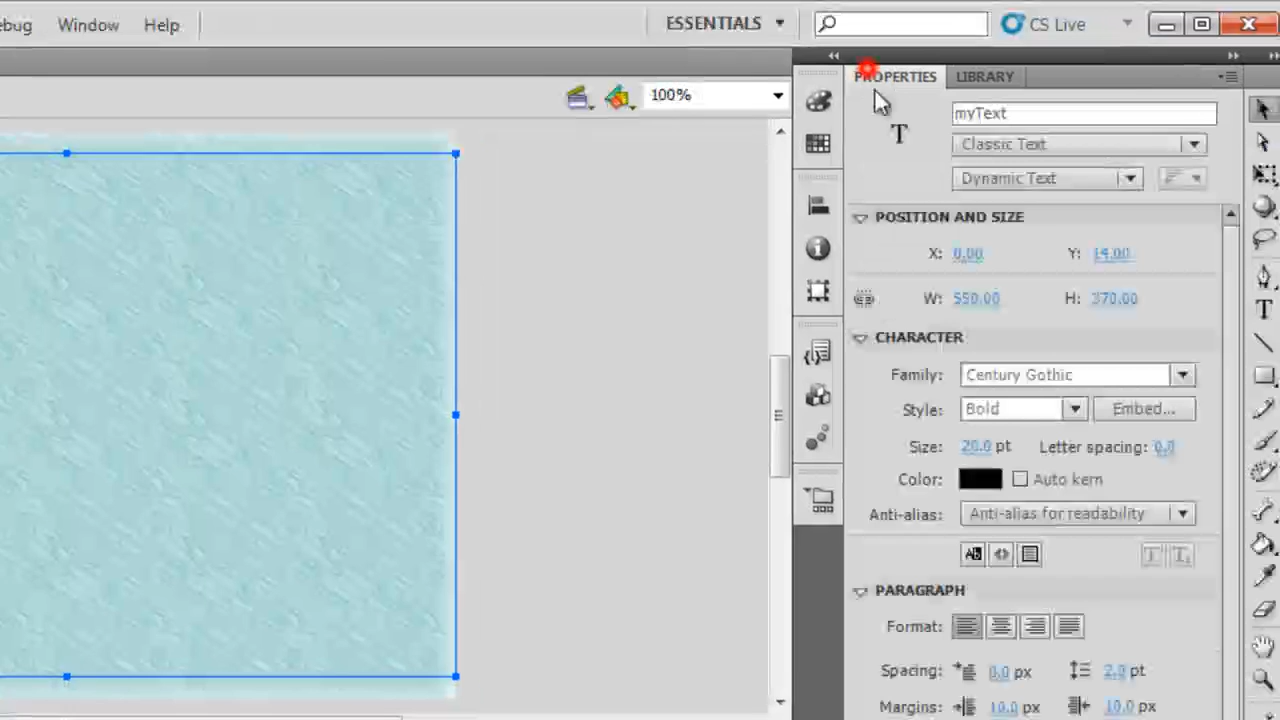 ebug Window Help ESSENTIALS CS Live
PROPERTIES LIBRARY
100%
myText
T
Classic Text
Dynamic Text
POSITION AND SIZE
X: 0.00 Y: 14.00
W: 550.00 H: 370.00
CHARACTER
Family: Century Gothic
Style: Bold Embed...
Size: 20.0 pt Letter spacing: 0.0
Color: Auto kern
Anti-alias: Anti-alias for readability
PARAGRAPH
Format:
Spacing: 0.0 px 2.0 pt
Margins: 10.0 px 10.0 px